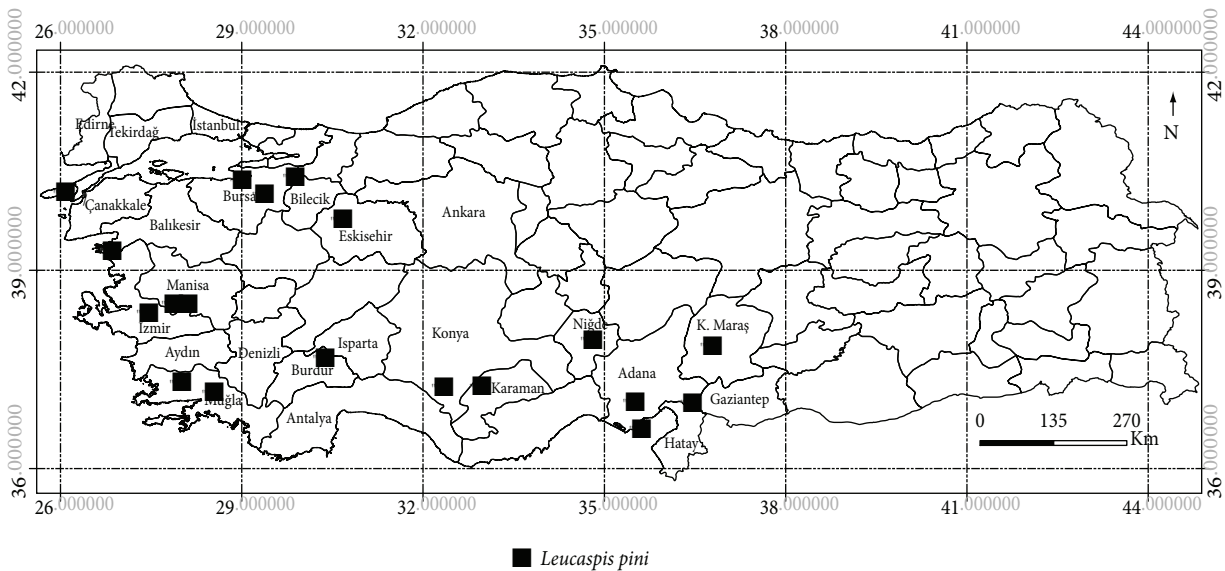 26.000000 29.000000 32.000000 35.000000 38.000000 41.000000 44.000000
42.000000
42.000000
N
Edirne
Tekirdağ
İstanbul
Çanakkale
Bursa
Bilecik
Balıkesir
Eskisehir
Ankara
39.000000
39.000000
Manisa
İzmir
Aydın
Denizli
Isparta
Burdur
Konya
Niğde
K. Maraş
Adana
Karaman
Gaziantep
Muğla
Antalya
Hatay
0 135 270
Km
36.000000
36.000000
26.000000 29.000000 32.000000 35.000000 38.000000 41.000000 44.000000
Leucaspis pini